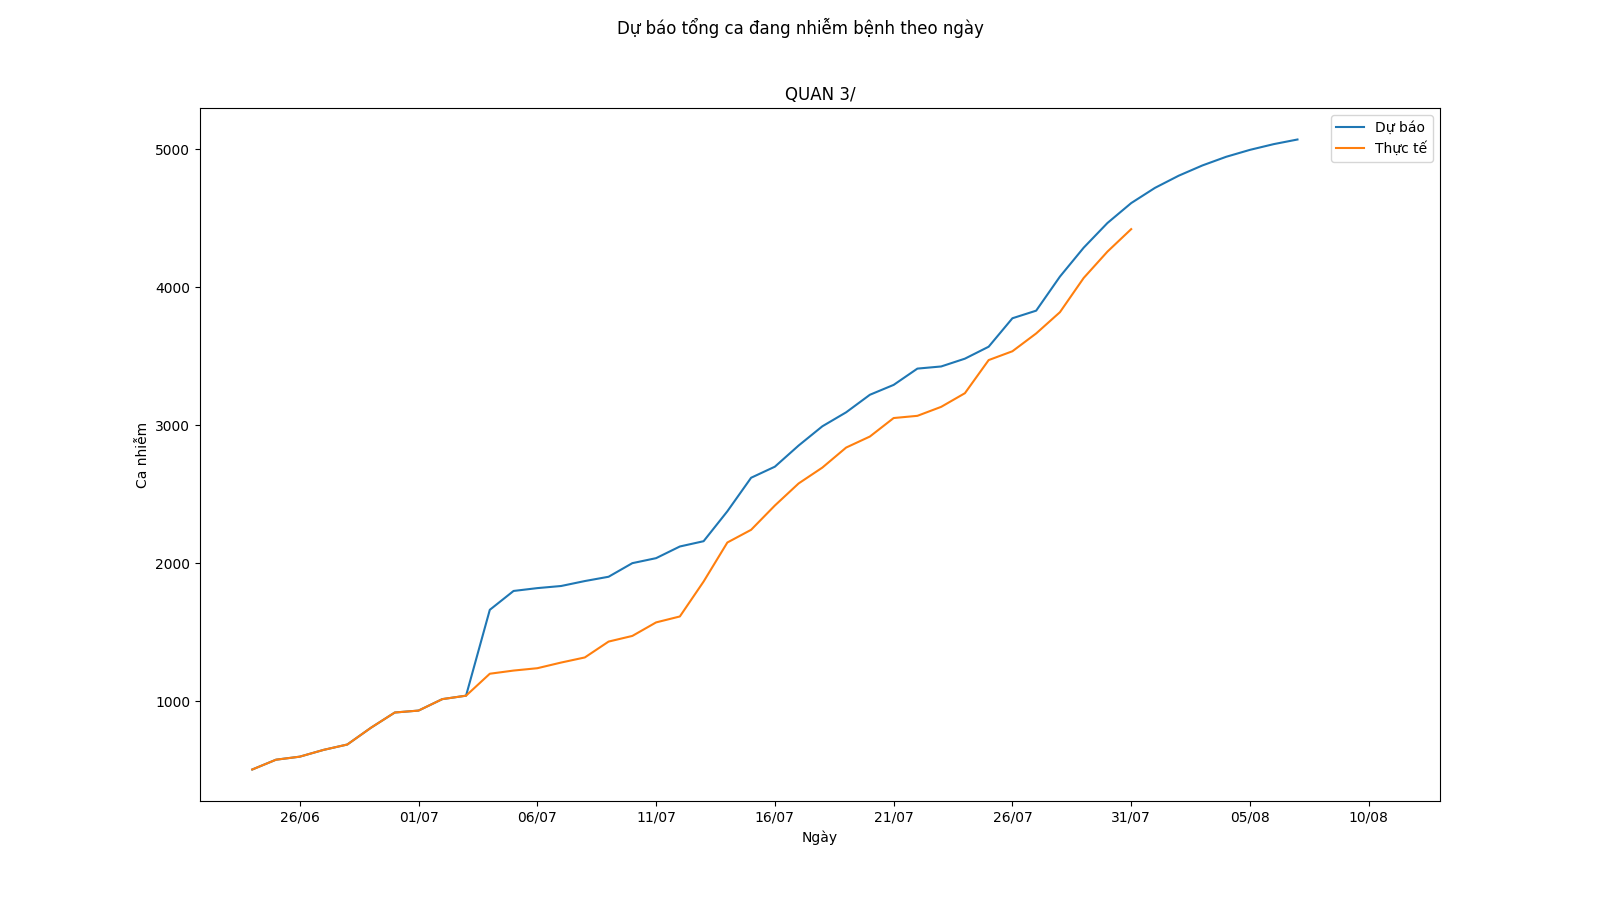 Dự báo tổng ca đang nhiễm bệnh theo ngày
QUAN 3/
Dự báo
Thực tế
5000
4000
3000
2000
1000
Ca nhiễm
26/06 01/07 06/07 11/07 16/07 21/07 26/07 31/07 05/08 10/08
Ngày